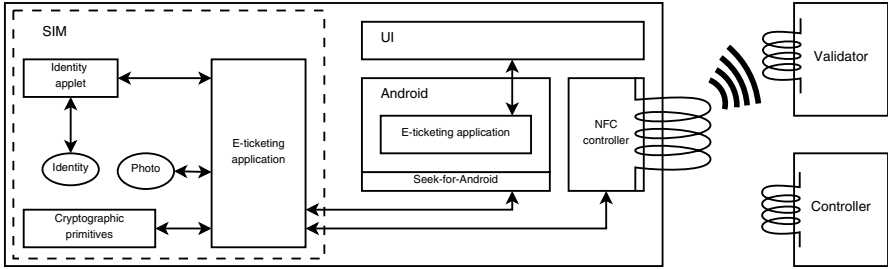 SIM
Identity
applet
Identity
Photo
Cryptographic
primitives
E-ticketing
application
UI
Android
E-ticketing application
Seek-for-Android
NFC
controller
Validator
Controller